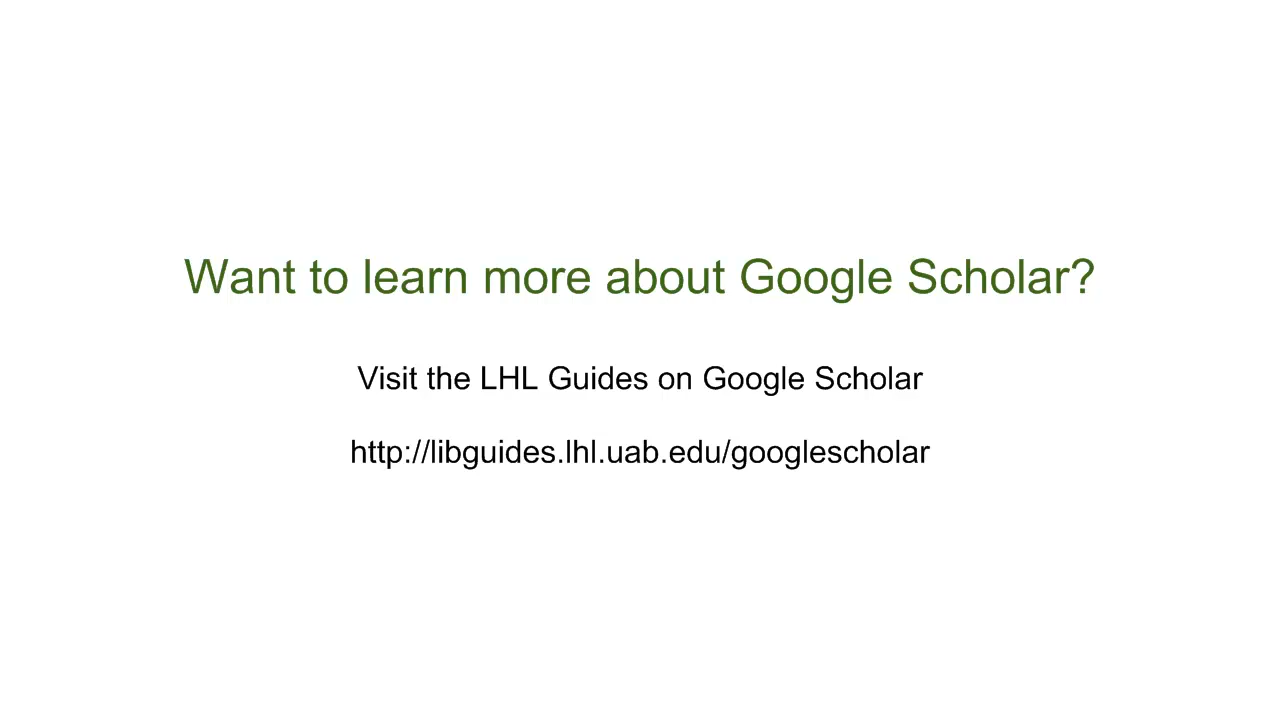 Want to learn more about Google Scholar?
Visit the LHL Guides on Google Scholar
http://libguides.lhl.uab.edu/googlescholar